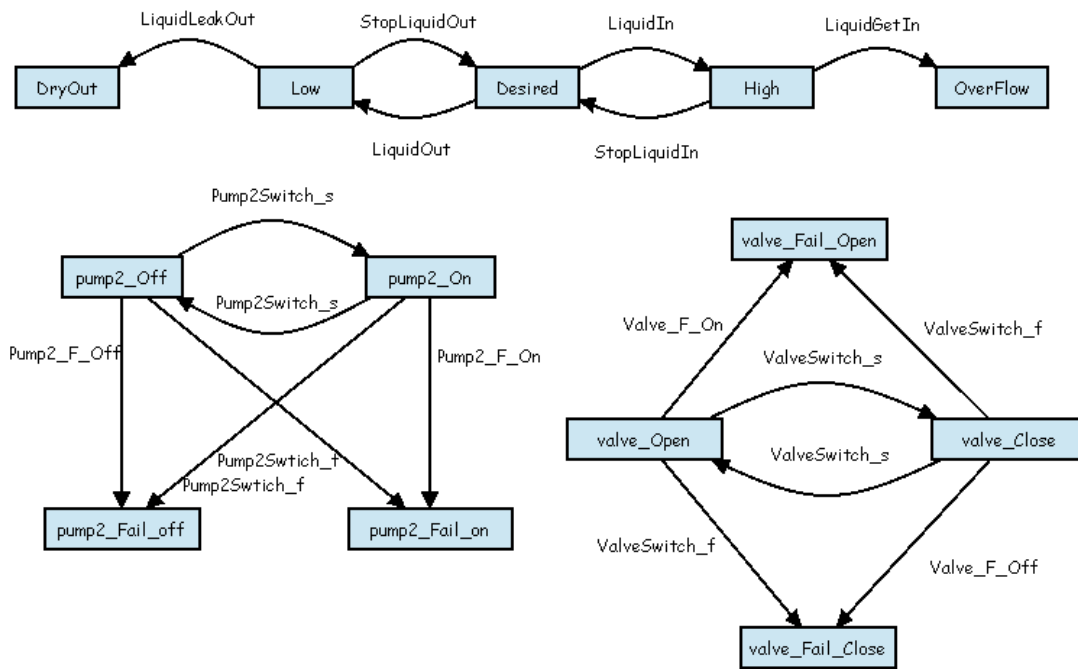 LiquidLeakOut
StopLiquidOut
LiquidIn
LiquidGetIn
DryOut
Low
Desired
High
OverFlow
LiquidOut
StopLiquidIn
Pump2Switch_s
pump2_Off
pump2_On
Pump2Switch_s
Pump2_F_Off
Pump2_F_On
Pump2Swtich_f
Pump2Swtich_f
pump2_Fail_off
pump2_Fail_on
valve_Fail_Open
Valve_F_On
ValveSwitch_f
ValveSwitch_s
valve_Open
valve_Close
ValveSwitch_s
ValveSwitch_f
Valve_F_Off
valve_Fail_Close